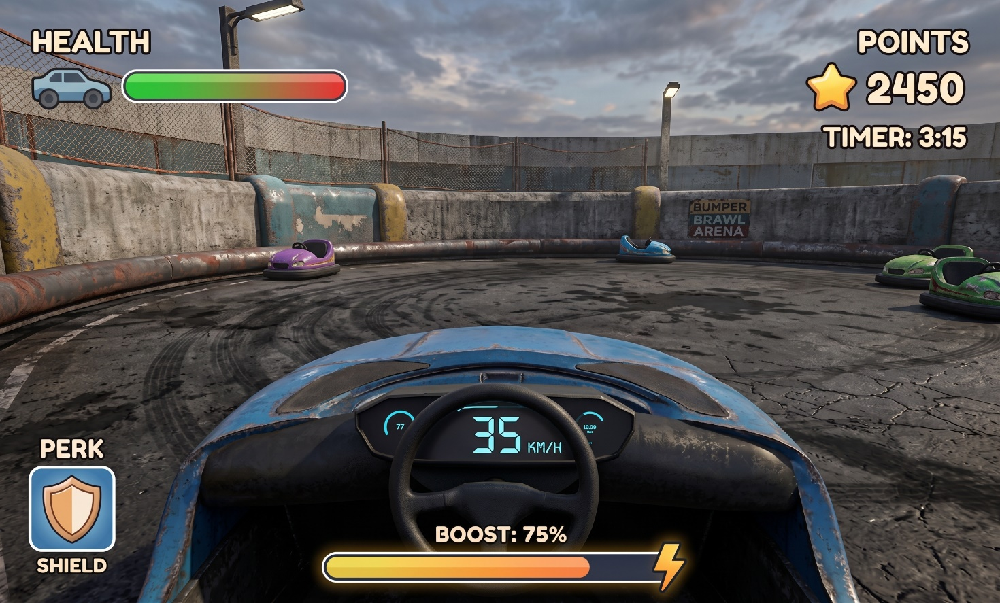 HEALTH
POINTS
2450
TIMER: 3:15
BUMPER
BRAWL
ARENA
77
10.09
35 KM/H
PERK
SHIELD
BOOST: 75%